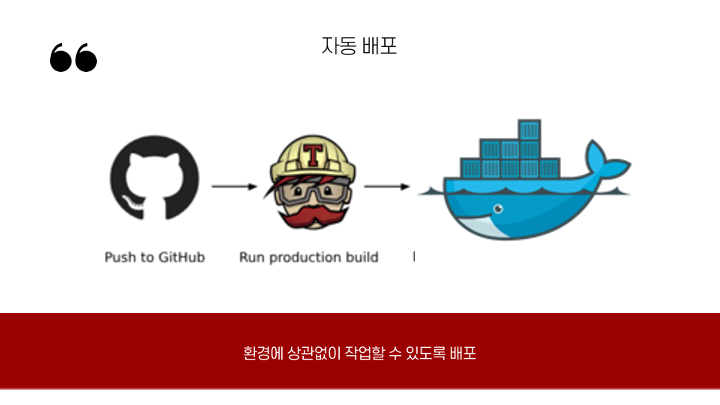 자동 배포
T
Push to GitHub
Run production build
환경에 상관없이 작업할 수 있도록 배포